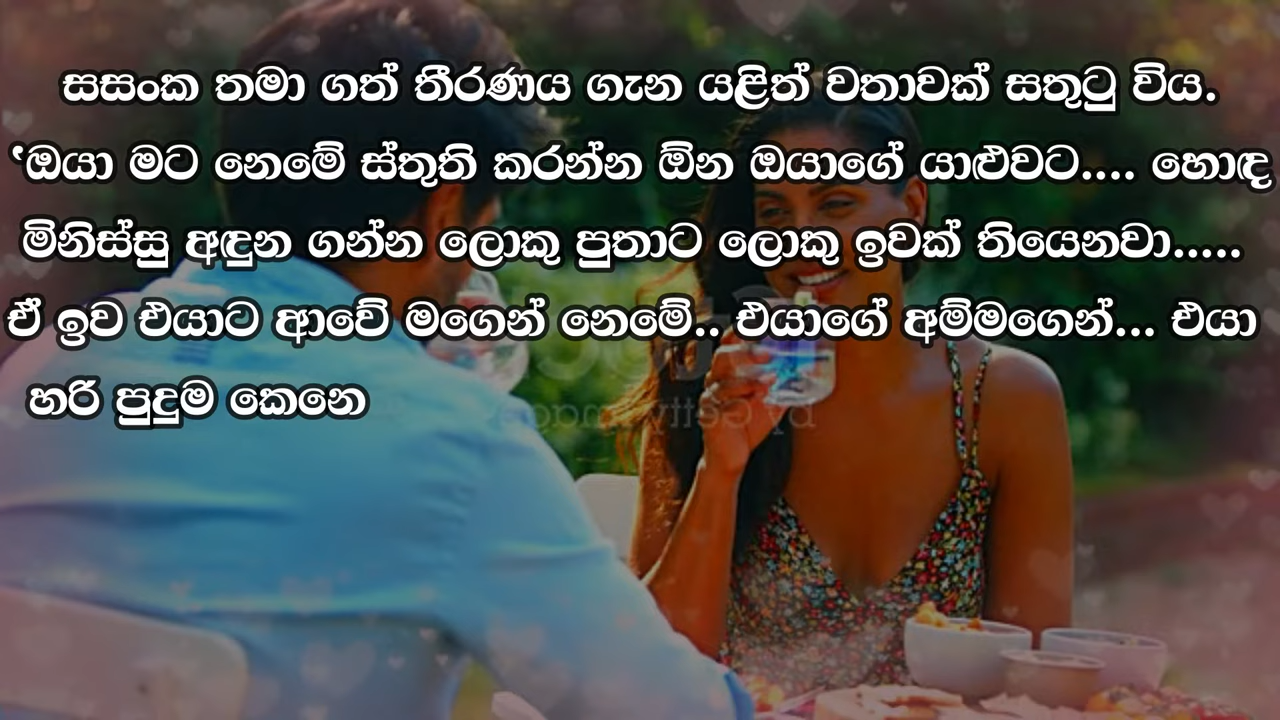 සසංක තමා ගත් තීරණය ගැන යළිත් වතාවක් සතුටු විය.
‘ඔයා මට නෙමේ ස්තුති කරන්න ඕන ඔයාගේ යාළුවට.... හොඳ
මිනිස්සු අඳුන ගන්න ලොකු පුතාට ලොකු ඉවක් තියෙනවා.....
ඒ ඉව එයාට ආවේ මගෙන් නෙමේ.. එයාගේ අම්මගෙන්... එයා
හරි පුදුම කෙනෙ